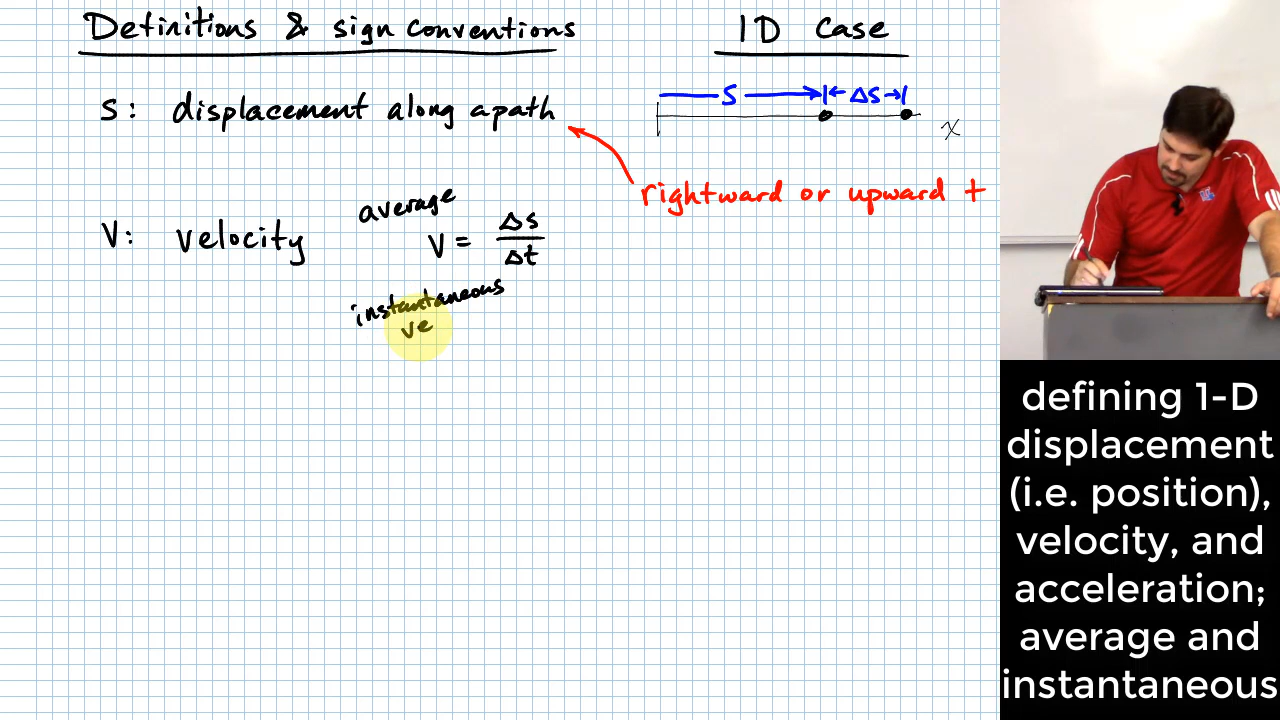 Definitions & sign conventions
1D Case
s: displacement along a path
S Δs
x
rightward or upward +
v: velocity
average
v = Δs/Δt
instantaneous
ve
defining 1-D
displacement
(i.e. position),
velocity, and
acceleration;
average and
instantaneous